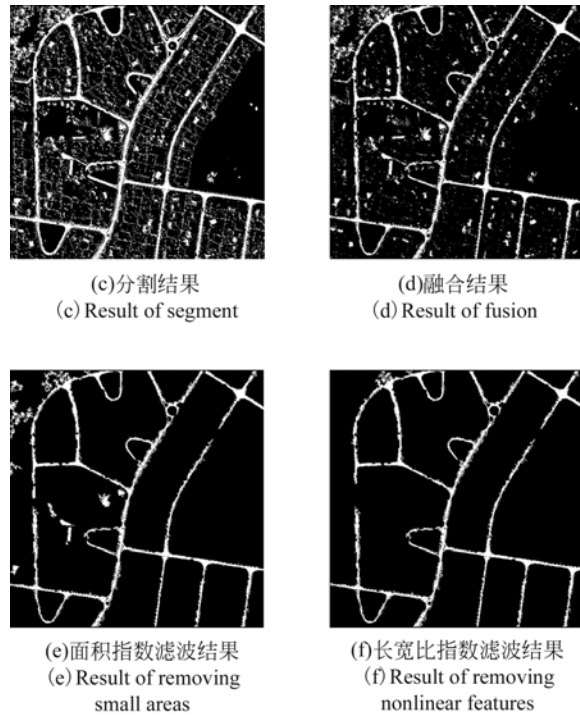 (c)分割结果
(c) Result of segment
(d)融合结果
(d) Result of fusion
(e)面积指数滤波结果
(e) Result of removing
small areas
(f)长宽比指数滤波结果
(f) Result of removing
nonlinear features